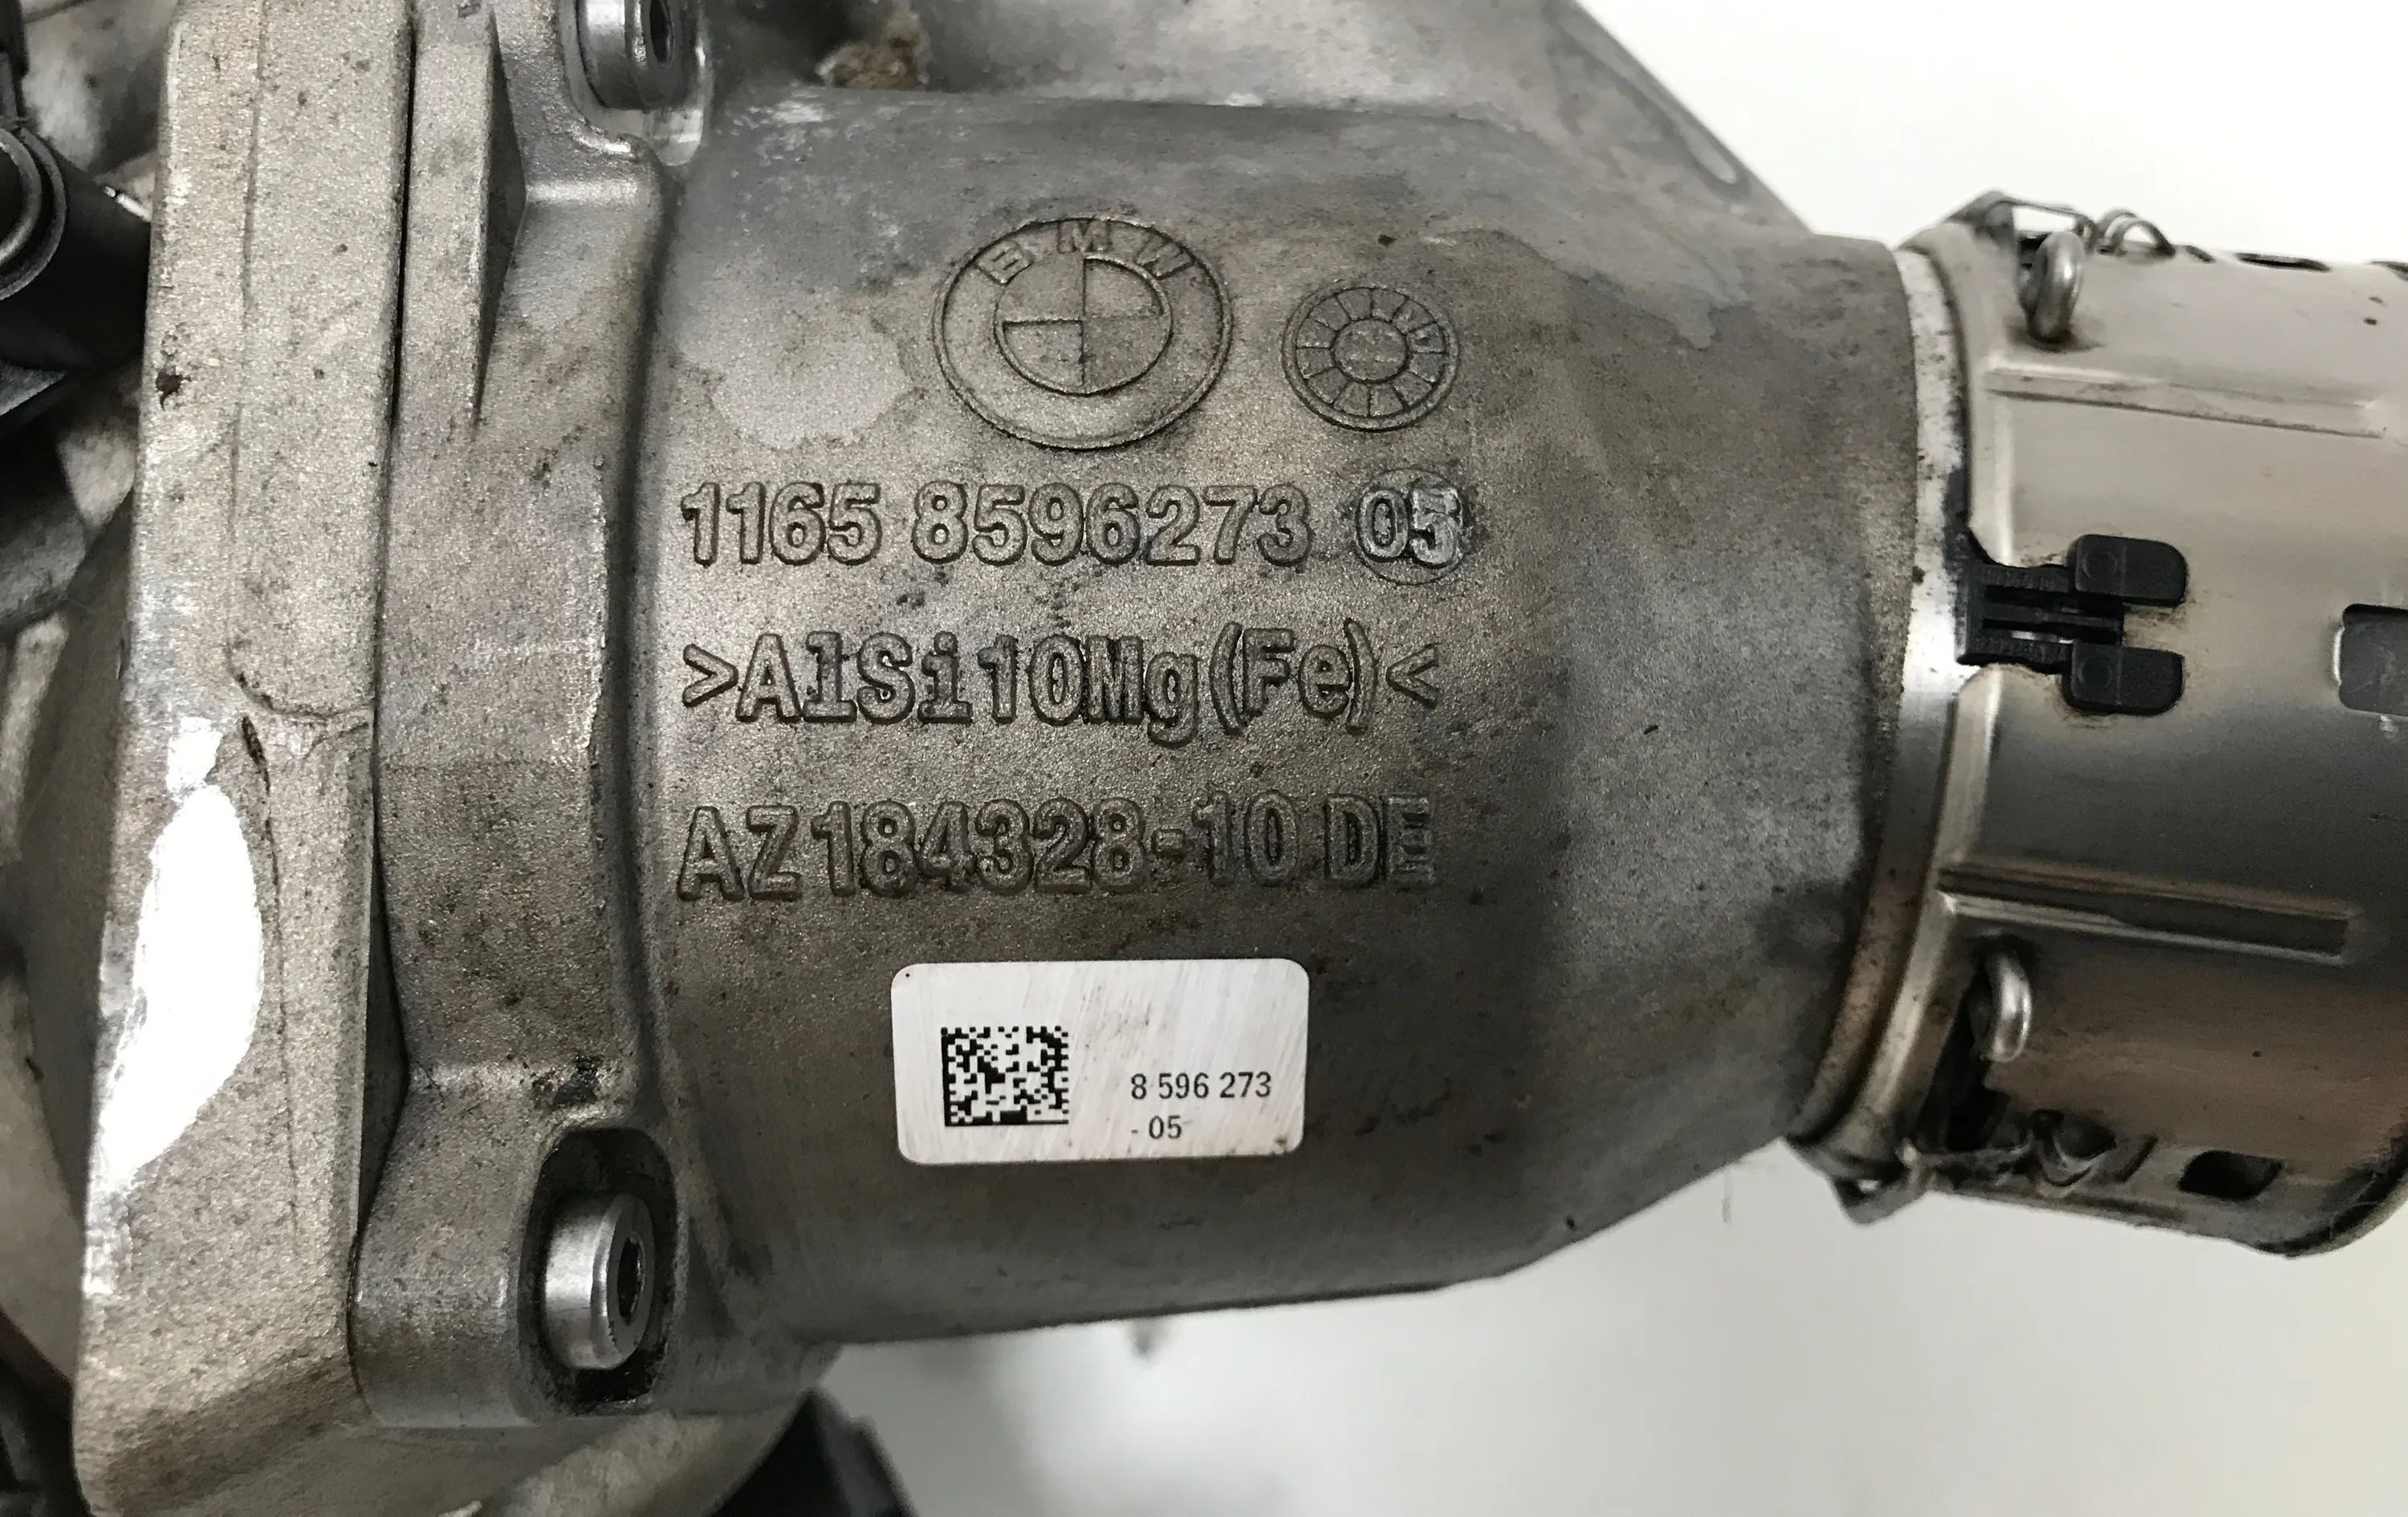 BMW
1165 8596273 05
>AlSi10Mg(Fe)<
AZ184328-10 DE
8 596 273
- 05